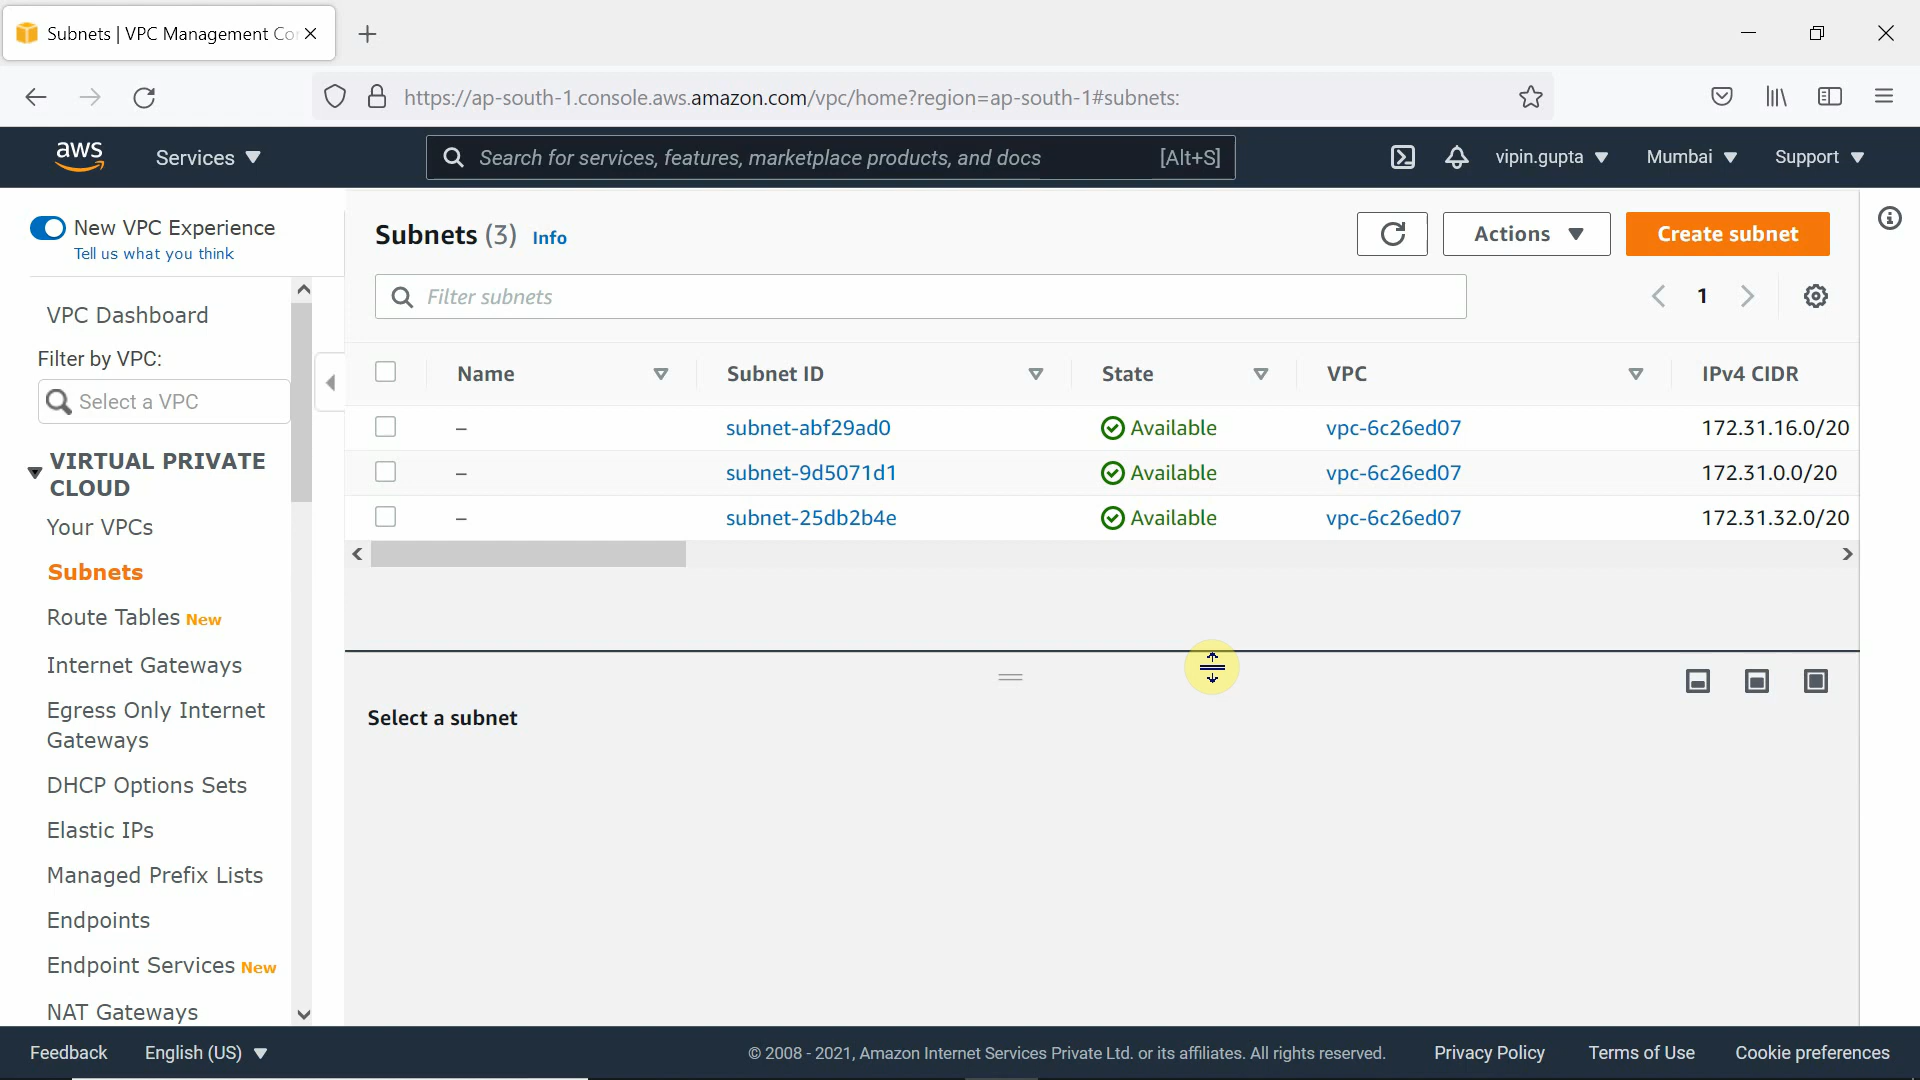 Subnets | VPC Management Co
https://ap-south-1.console.aws.amazon.com/vpc/home?region=ap-south-1#subnets:
aws Services Search for services, features, marketplace products, and docs [Alt+S] vipin.gupta Mumbai Support
New VPC Experience
Tell us what you think
VPC Dashboard
Filter by VPC:
Select a VPC
VIRTUAL PRIVATE
CLOUD
Your VPCs
Subnets
Route Tables New
Internet Gateways
Egress Only Internet
Gateways
DHCP Options Sets
Elastic IPs
Managed Prefix Lists
Endpoints
Endpoint Services New
NAT Gateways
Subnets (3) Info Actions Create subnet
Filter subnets 1
Name Subnet ID State VPC IPv4 CIDR
– subnet-abf29ad0 Available vpc-6c26ed07 172.31.16.0/20
– subnet-9d5071d1 Available vpc-6c26ed07 172.31.0.0/20
– subnet-25db2b4e Available vpc-6c26ed07 172.31.32.0/20
Select a subnet
Feedback English (US) © 2008 - 2021, Amazon Internet Services Private Ltd. or its affiliates. All rights reserved. Privacy Policy Terms of Use Cookie preferences